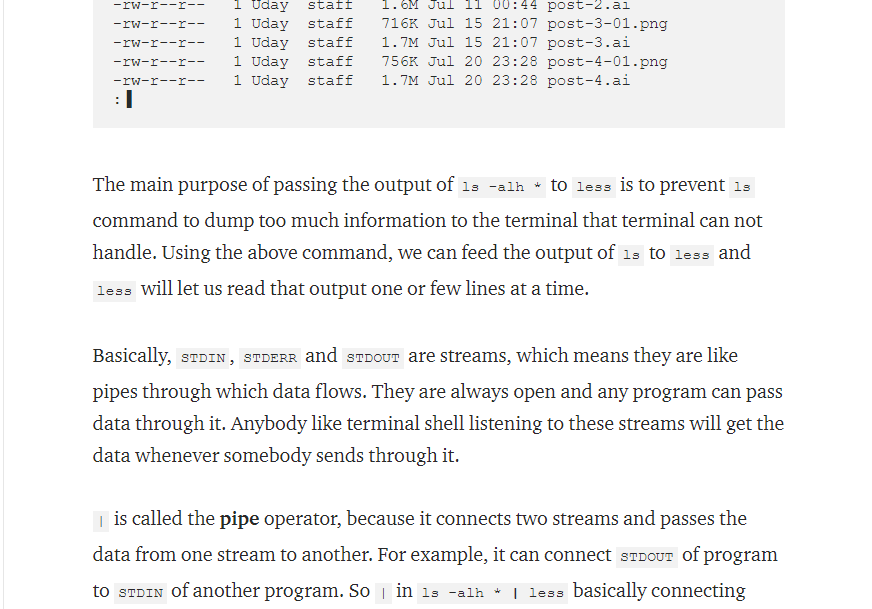 -rw-r--r--   1 Uday  staff   1.6M Jul 11 00:44 post-2.ai
-rw-r--r--   1 Uday  staff   716K Jul 15 21:07 post-3-01.png
-rw-r--r--   1 Uday  staff   1.7M Jul 15 21:07 post-3.ai
-rw-r--r--   1 Uday  staff   756K Jul 20 23:28 post-4-01.png
-rw-r--r--   1 Uday  staff   1.7M Jul 20 23:28 post-4.ai
:
The main purpose of passing the output of ls -alh * to less is to prevent ls
command to dump too much information to the terminal that terminal can not
handle. Using the above command, we can feed the output of ls to less and
less will let us read that output one or few lines at a time.
Basically, STDIN, STDERR and STDOUT are streams, which means they are like
pipes through which data flows. They are always open and any program can pass
data through it. Anybody like terminal shell listening to these streams will get the
data whenever somebody sends through it.
| is called the pipe operator, because it connects two streams and passes the
data from one stream to another. For example, it can connect STDOUT of program
to STDIN of another program. So | in ls -alh * | less basically connecting